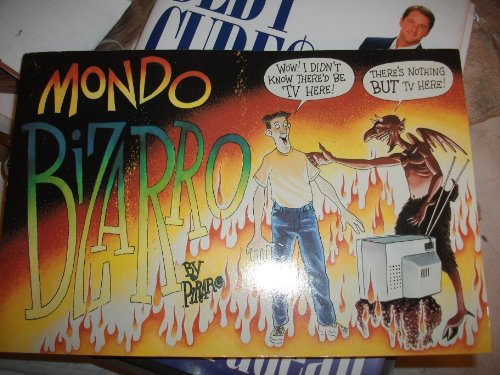 MONDO
BIZARRO
BY
PIRARO
WOW! I DIDN'T
KNOW THERE'D BE
TV HERE!
THERE'S NOTHING
BUT TV HERE!